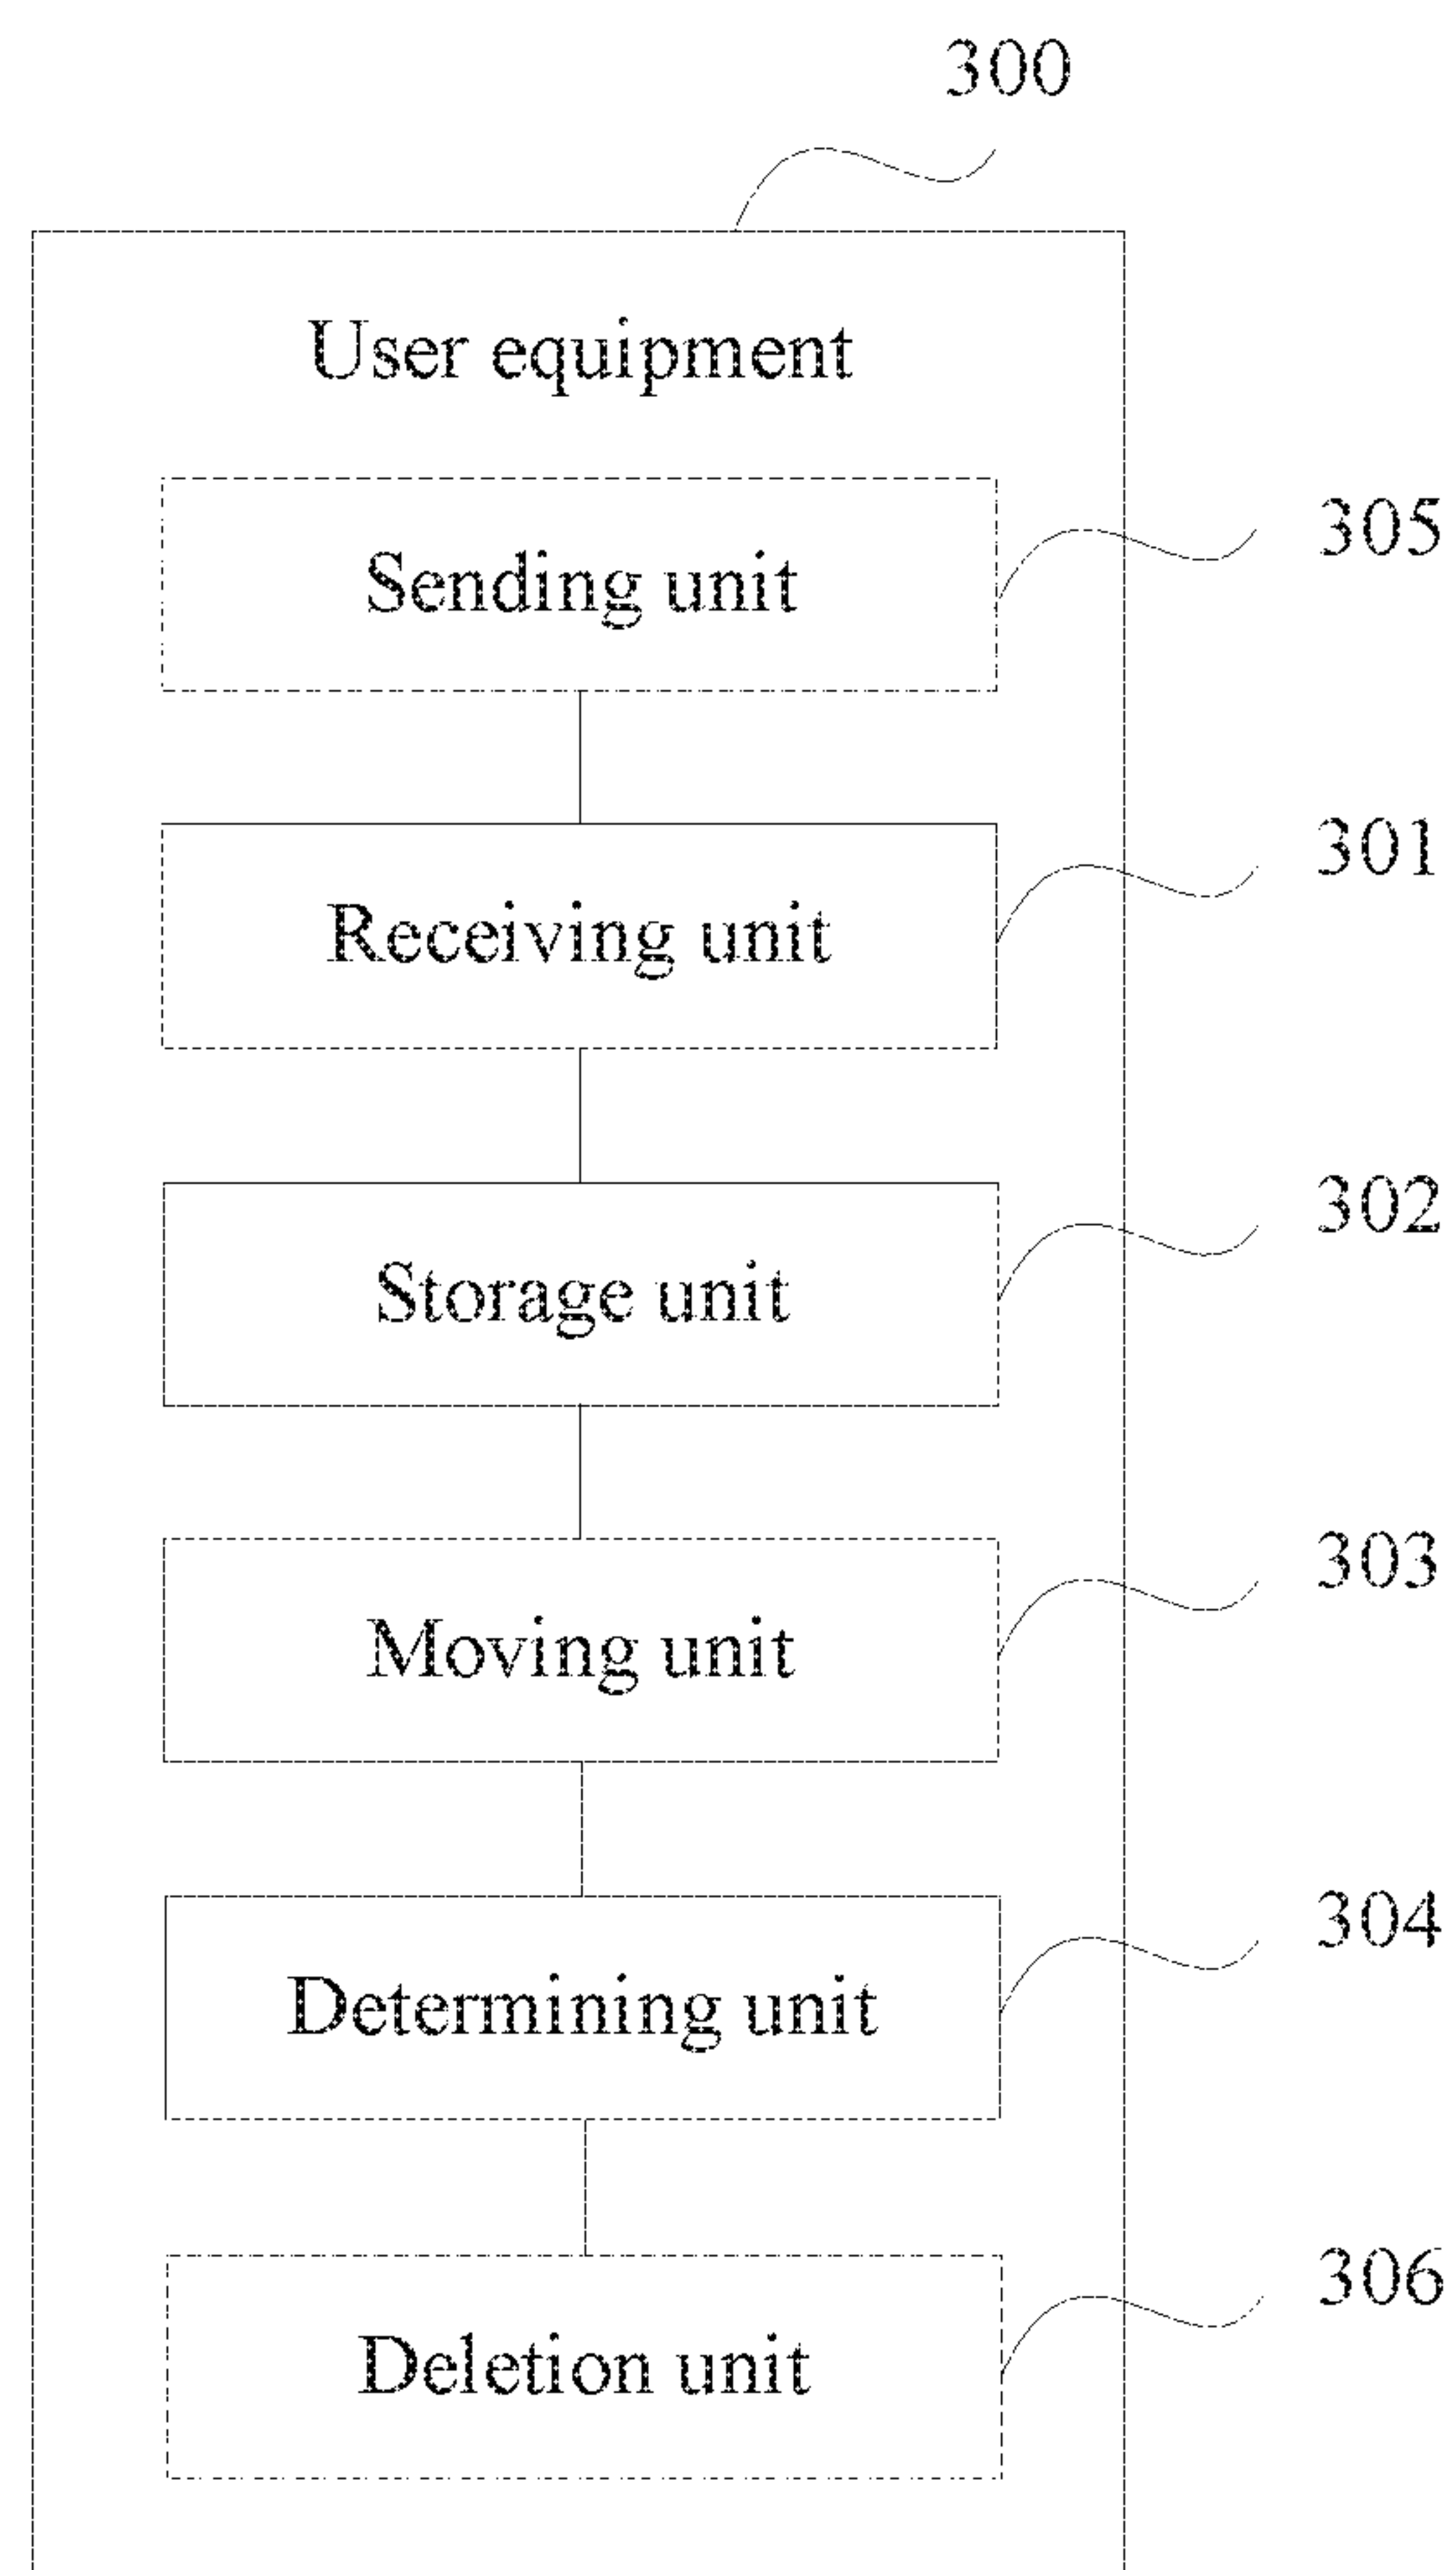 300
User equipment
Sending unit
305
Receiving unit
301
Storage unit
302
Moving unit
303
Determining unit
304
Deletion unit
306